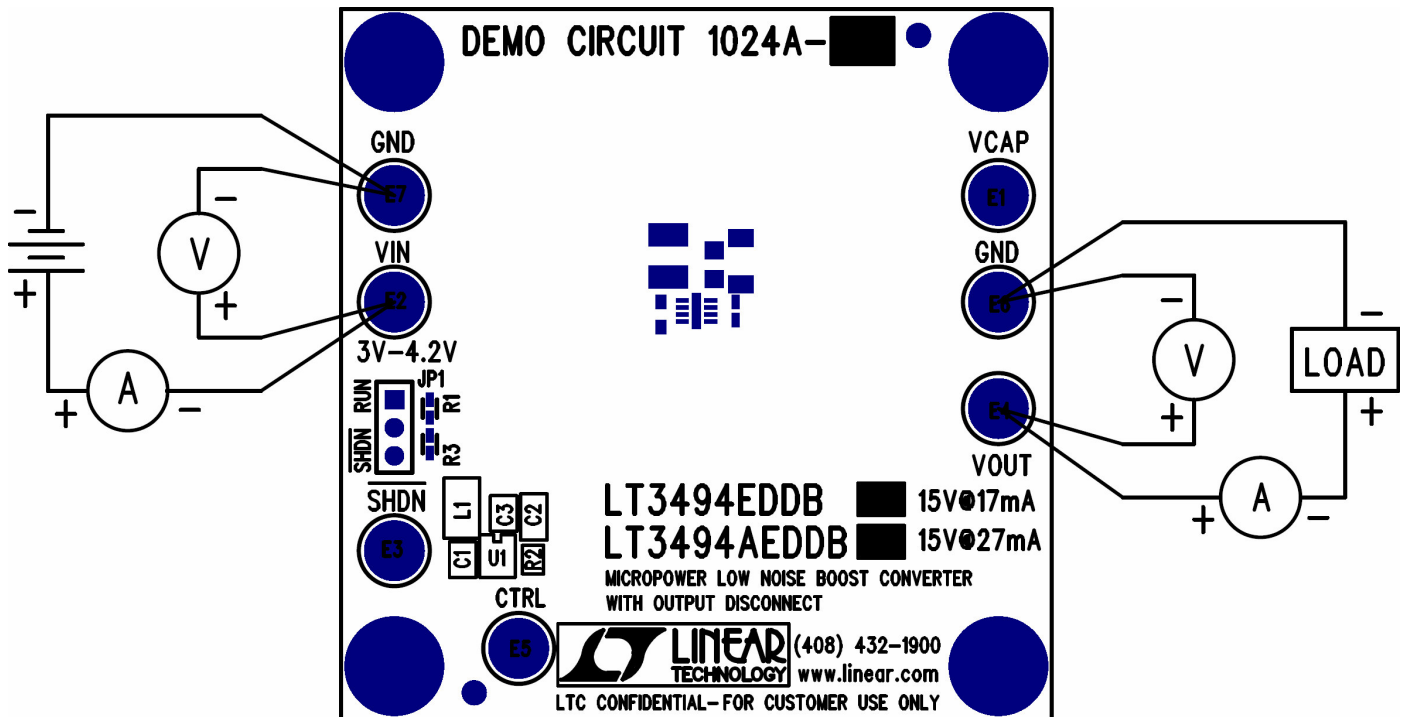 DEMO CIRCUIT 1024A-
GND
E7
VIN
E2
3V-4.2V
- V +
- +
+ A -
JP1
RUN
SHDN
R1
R3
SHDN
E3
L1
C3
C2
C1
U1
R2
CTRL
E5
VCAP
E1
GND
VOUT
- V +
- LOAD +
+ A -
LT3494EDDB 15V@17mA
LT3494AEDDB 15V@27mA
MICROPOWER LOW NOISE BOOST CONVERTER
WITH OUTPUT DISCONNECT
LT LINEAR TECHNOLOGY
(408) 432-1900
www.linear.com
LTC CONFIDENTIAL-FOR CUSTOMER USE ONLY